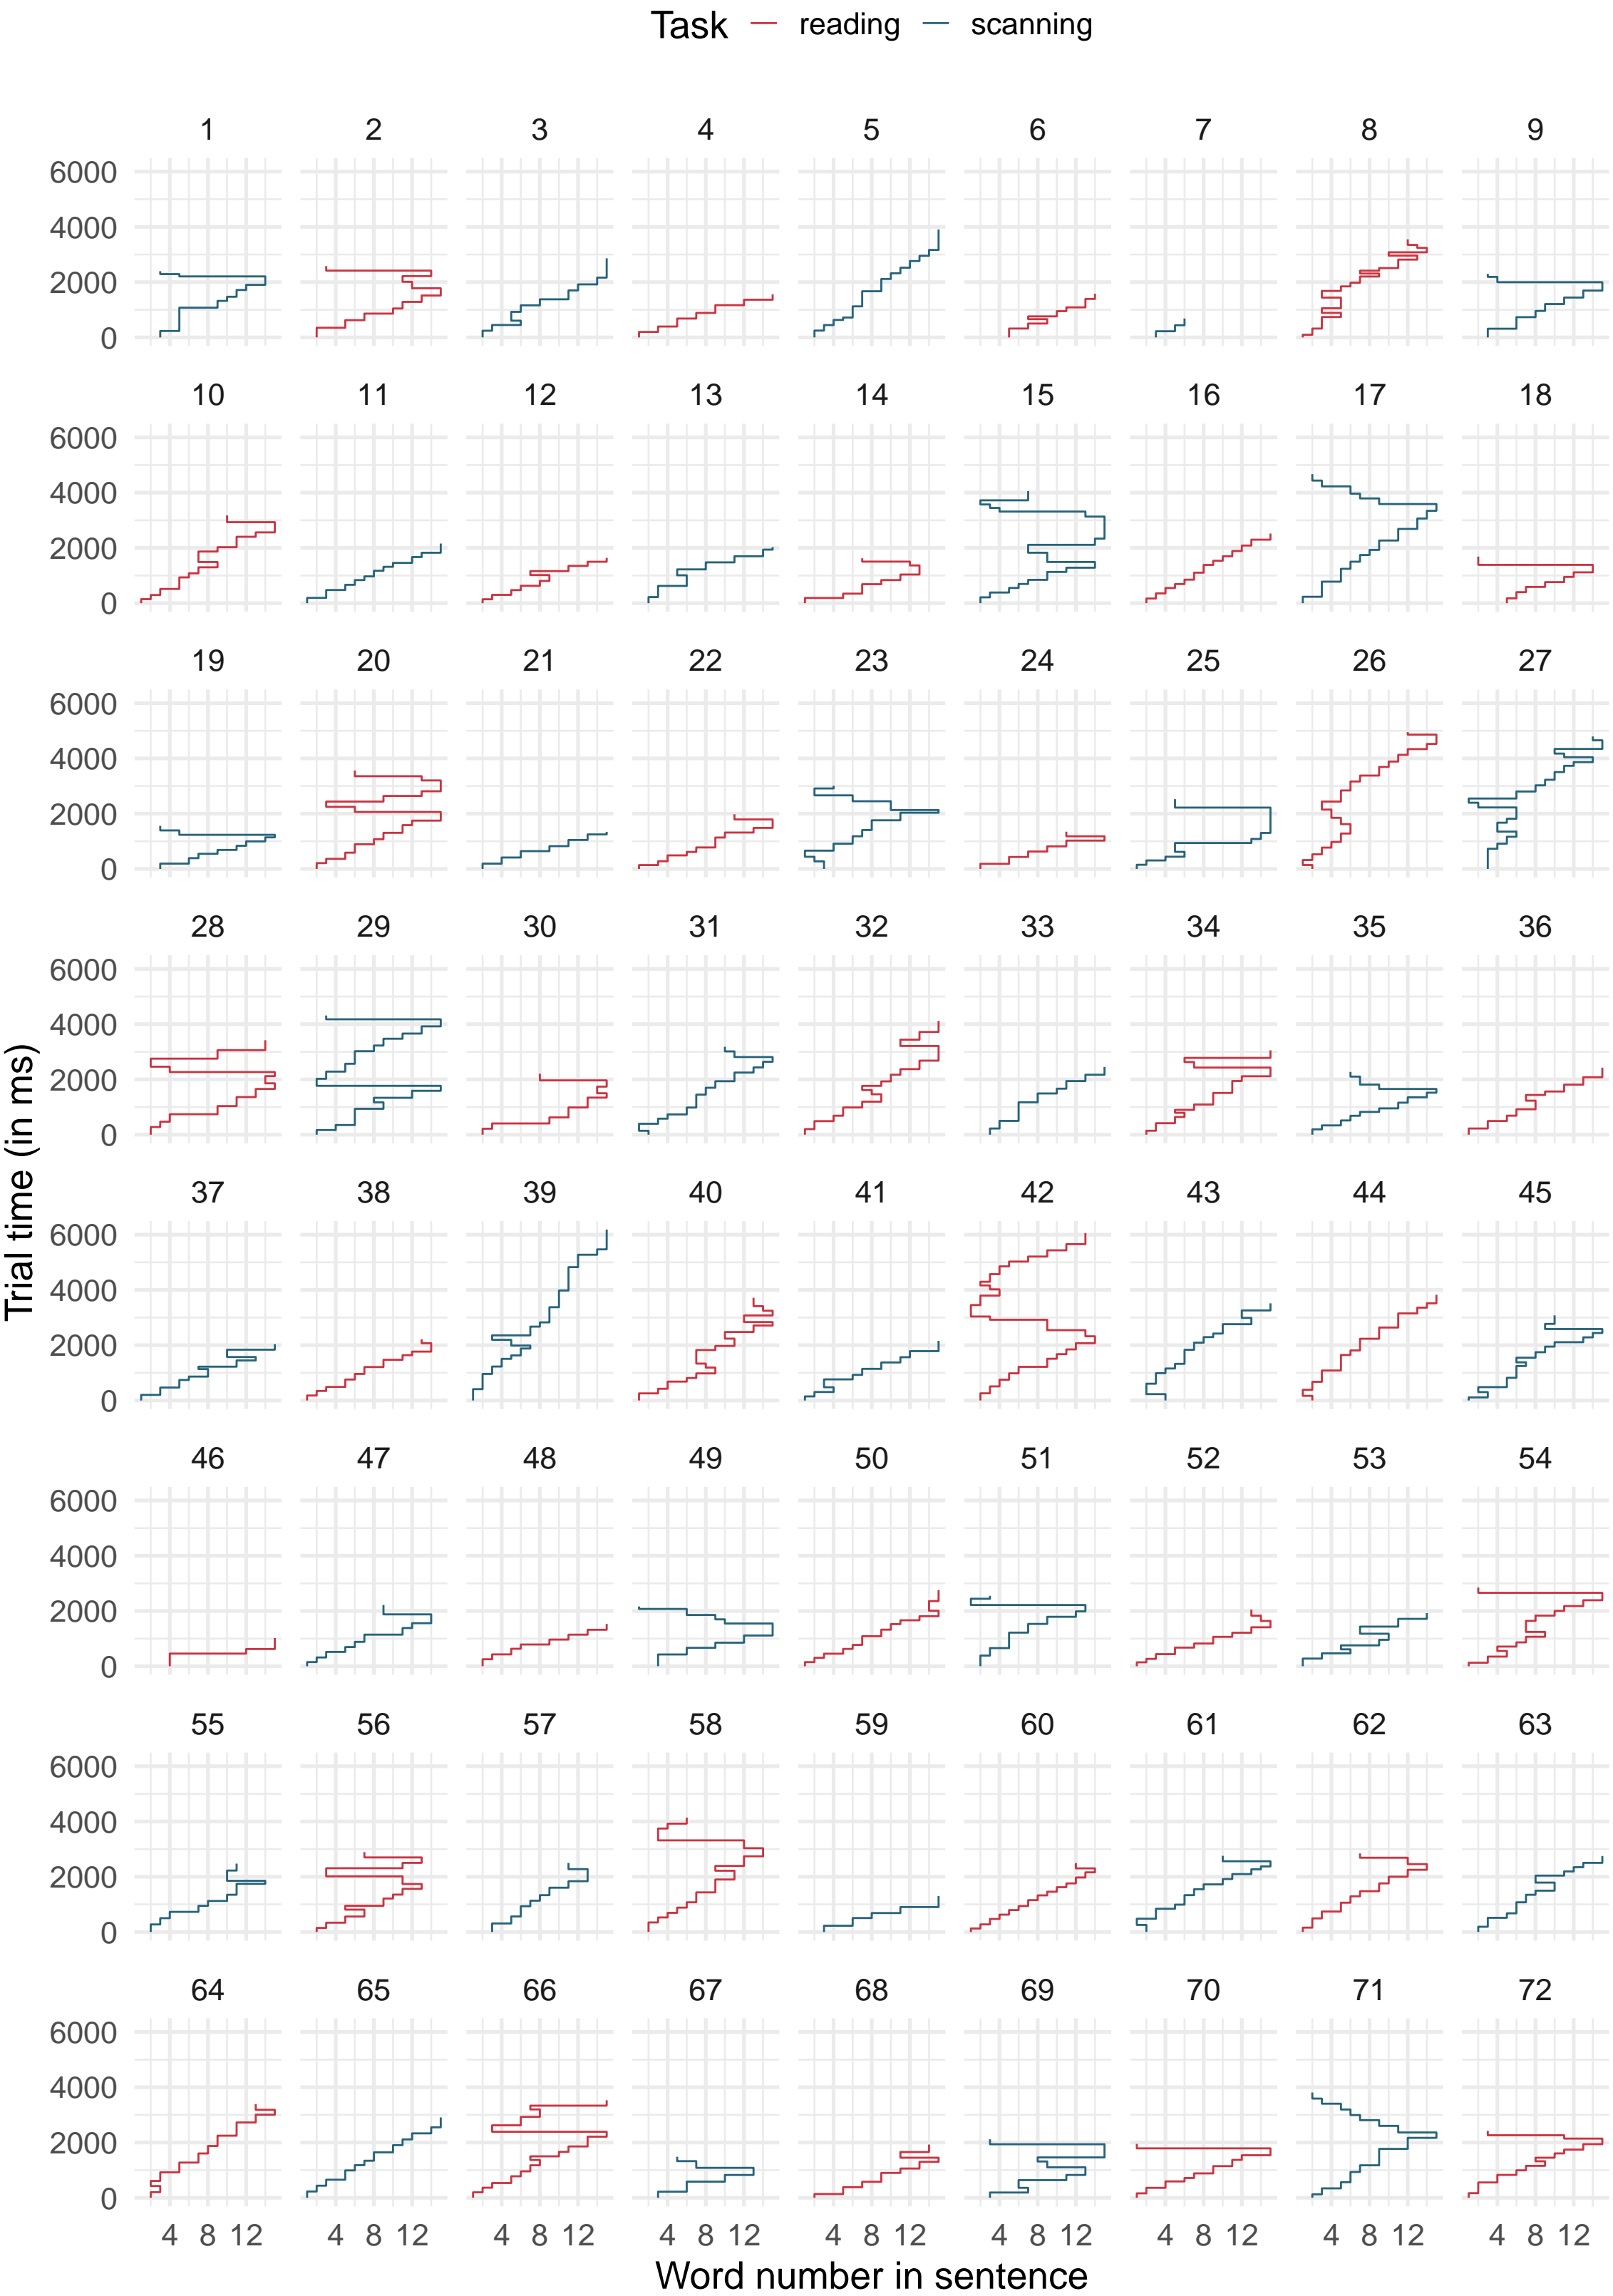 Task reading scanning
1 2 3 4 5 6 7 8 9
6000
4000
2000
0
10 11 12 13 14 15 16 17 18
6000
4000
2000
0
19 20 21 22 23 24 25 26 27
6000
4000
2000
0
28 29 30 31 32 33 34 35 36
6000
4000
2000
0
Trial time (in ms)
37 38 39 40 41 42 43 44 45
6000
4000
2000
0
46 47 48 49 50 51 52 53 54
6000
4000
2000
0
55 56 57 58 59 60 61 62 63
6000
4000
2000
0
64 65 66 67 68 69 70 71 72
6000
4000
2000
0
4 8 12 4 8 12 4 8 12 4 8 12 4 8 12 4 8 12 4 8 12 4 8 12 4 8 12
Word number in sentence